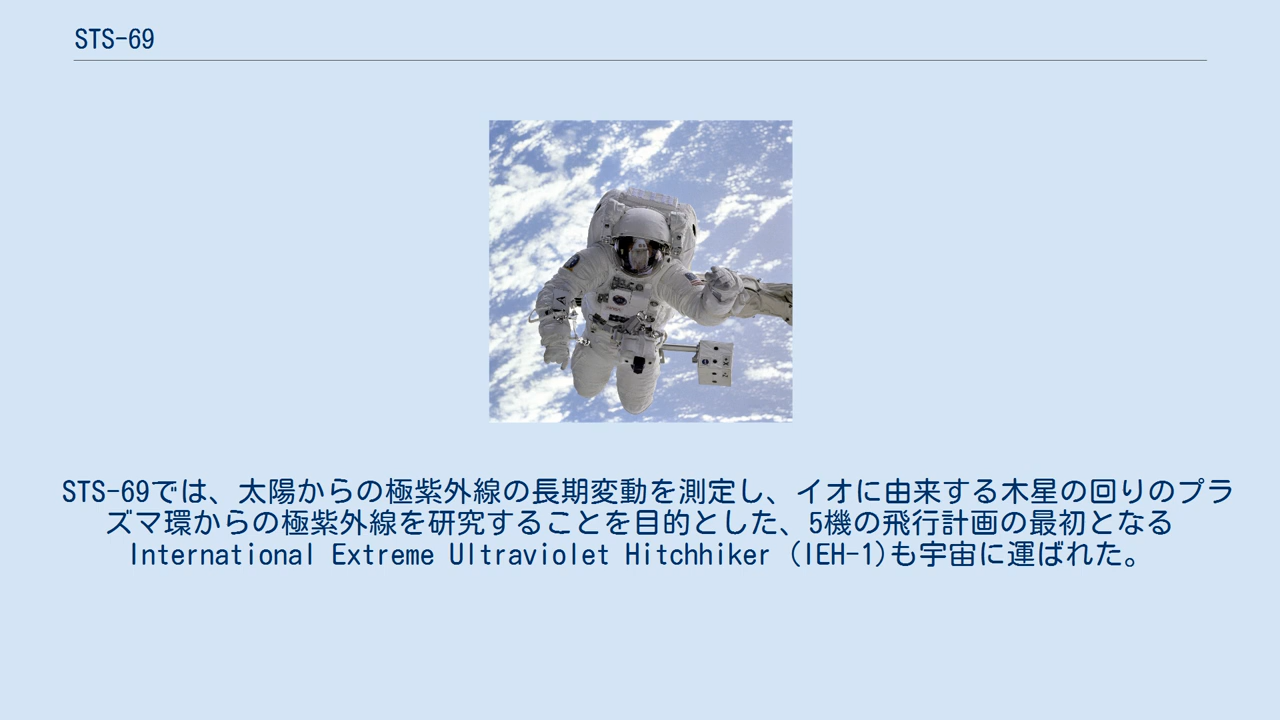 STS-69
STS-69では、太陽からの極紫外線の長期変動を測定し、イオに由来する木星の回りのプラ
ズマ環からの極紫外線を研究することを目的とした、5機の飛行計画の最初となる
International Extreme Ultraviolet Hitchhiker (IEH-1)も宇宙に運ばれた。